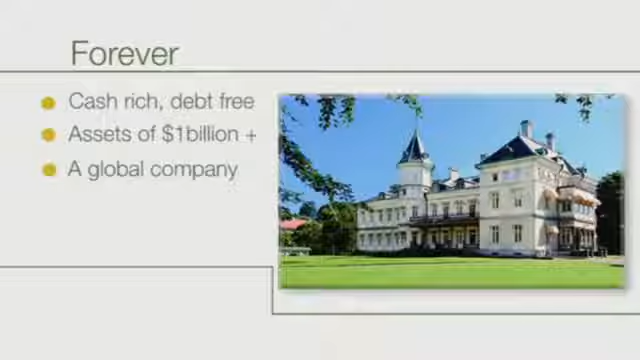 Forever
Cash rich, debt free
Assets of $1billion +
A global company